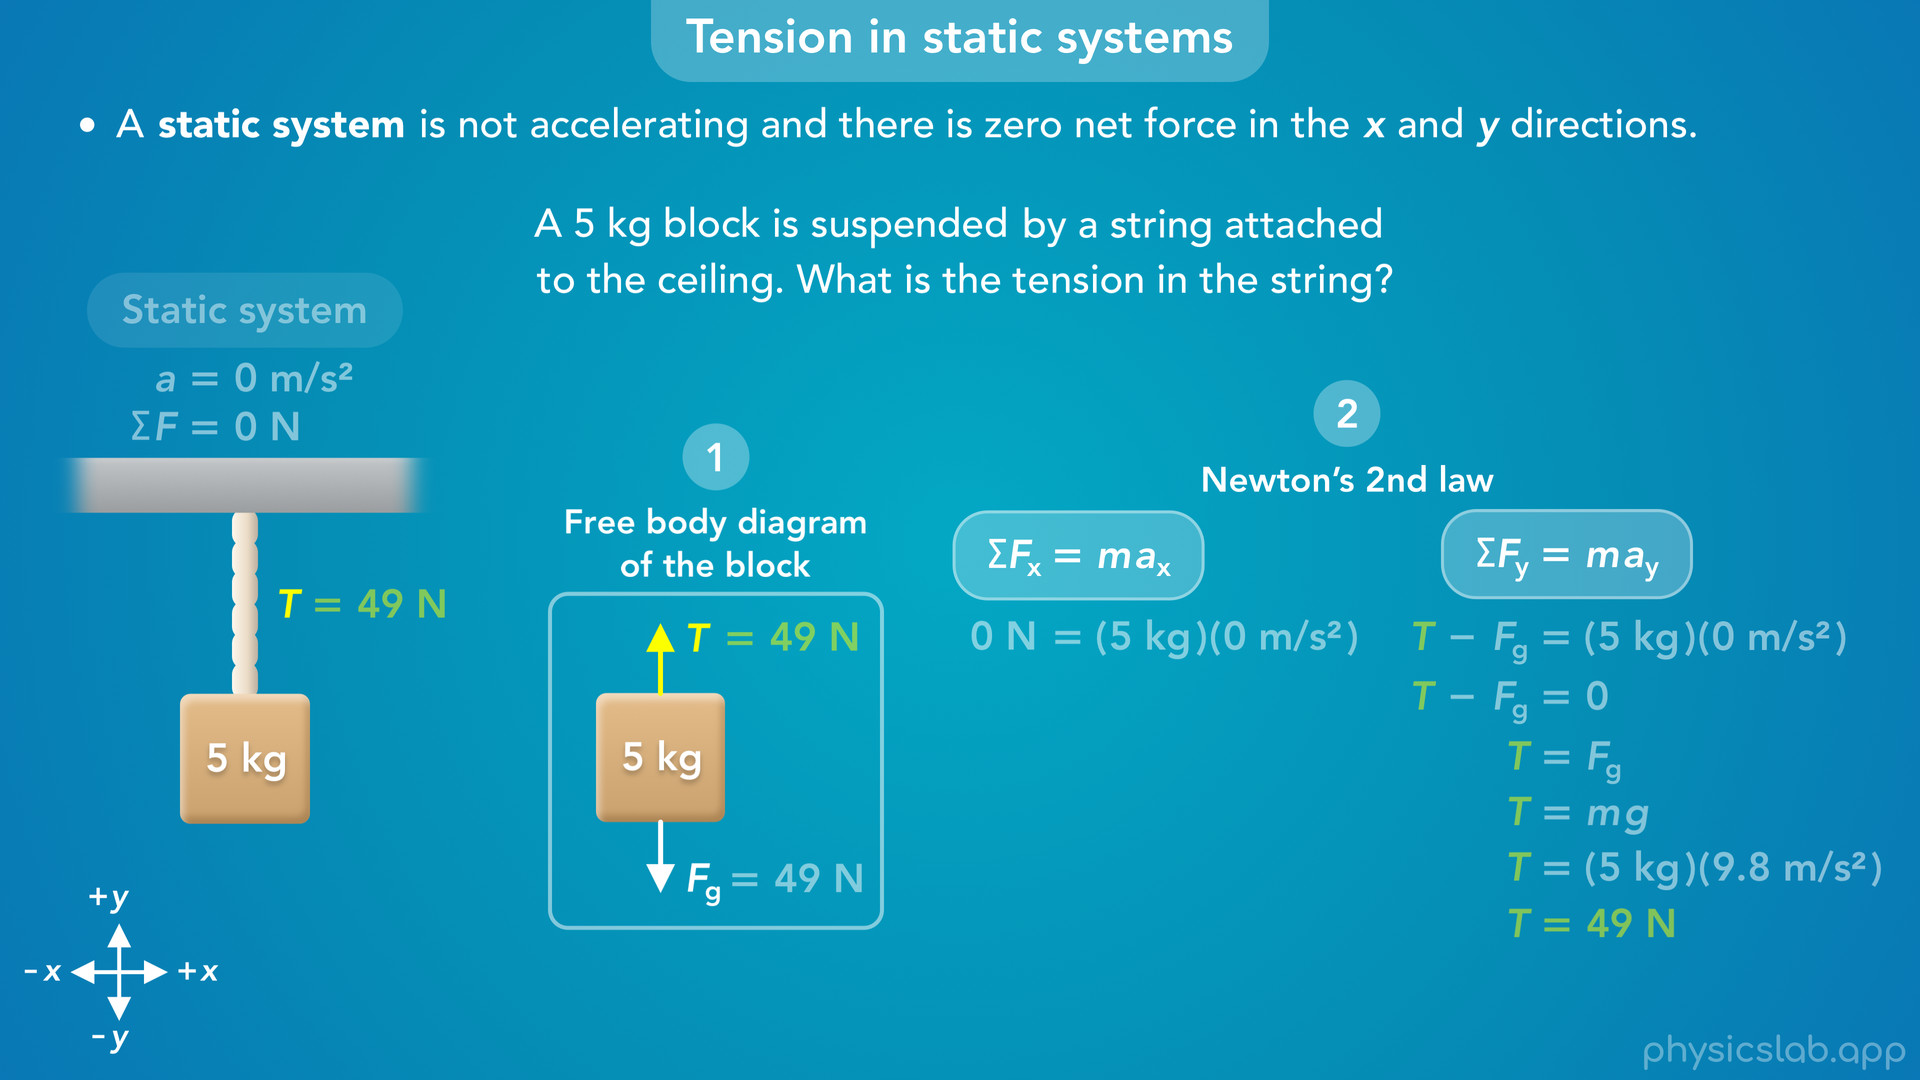 Tension in static systems
• A static system is not accelerating and there is zero net force in the x and y directions.
A 5 kg block is suspended by a string attached
to the ceiling. What is the tension in the string?
Static system
a = 0 m/s²
ΣF = 0 N
T = 49 N
5 kg
+y
-x
+x
-y
1
Free body diagram
of the block
T = 49 N
5 kg
Fg = 49 N
2
Newton’s 2nd law
ΣFx = max
0 N = (5 kg)(0 m/s²)
ΣFy = may
T − Fg = (5 kg)(0 m/s²)
T − Fg = 0
T = Fg
T = mg
T = (5 kg)(9.8 m/s²)
T = 49 N
physicslab.app